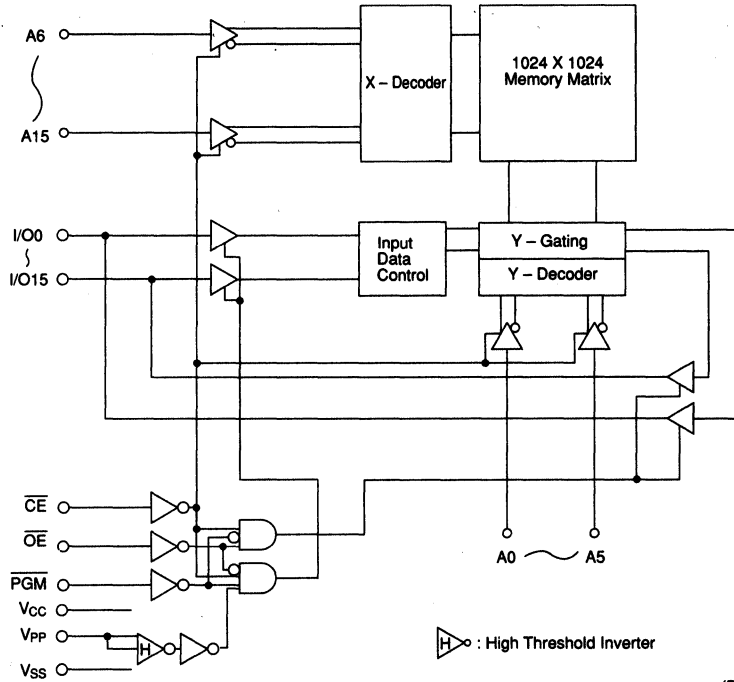 A6
A15
X – Decoder
1024 X 1024
Memory Matrix
I/O0
I/O15
Input
Data
Control
Y – Gating
Y – Decoder
CE
OE
A0
A5
PGM
VCC
VPP
H
H
: High Threshold Inverter
VSS